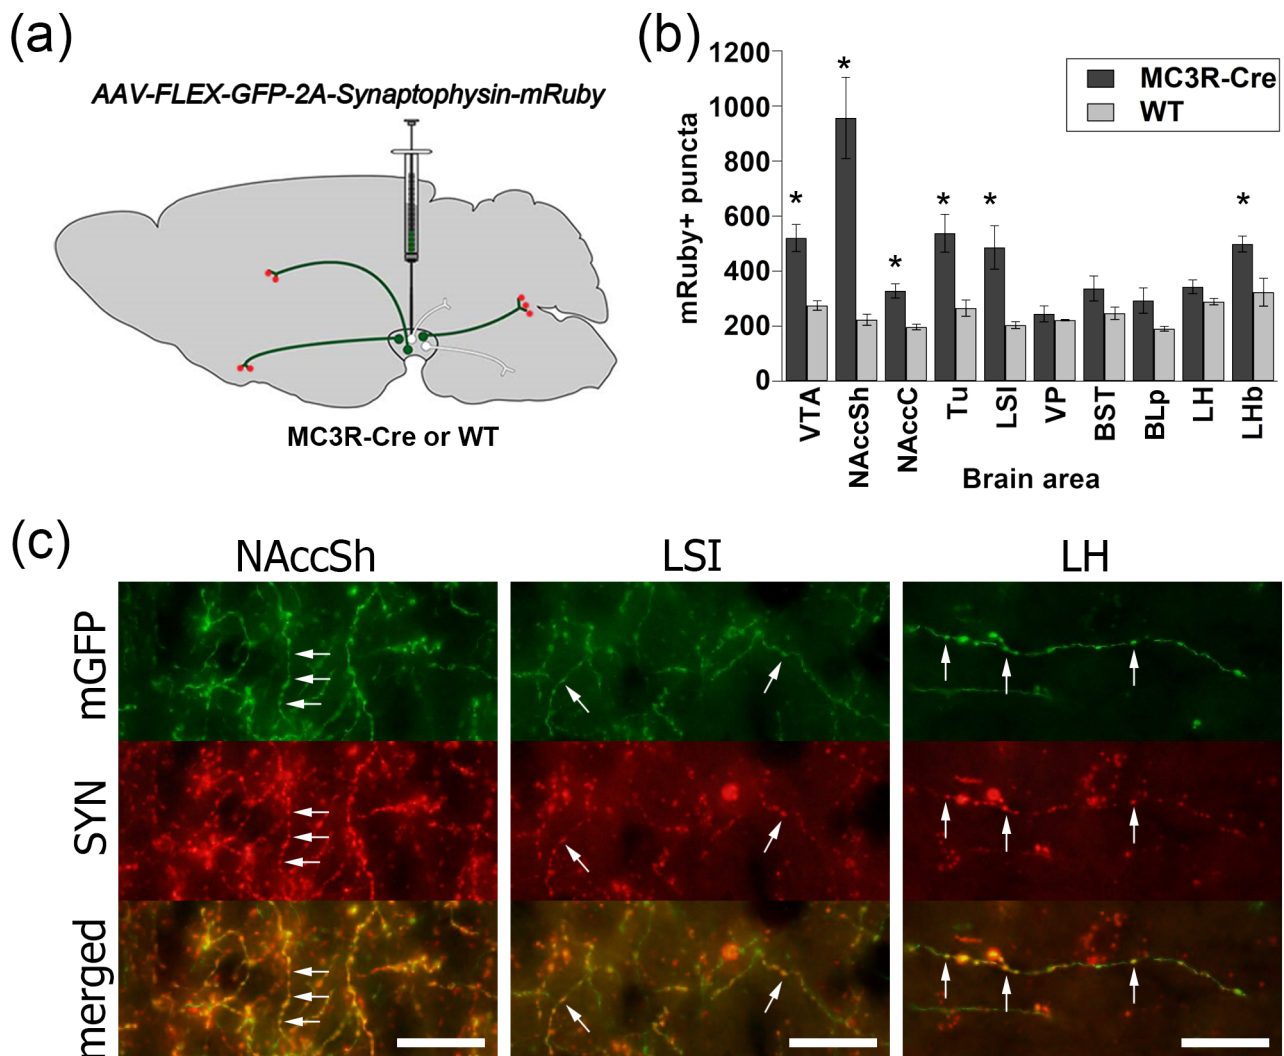 (a)
AAV-FLEX-GFP-2A-Synaptophysin-mRuby
MC3R-Cre or WT
(b)
mRuby+ puncta
1200
1000
800
600
400
200
0
* * * * * *
MC3R-Cre
WT
VTA
NAccSh
NAccC
Tu
LSI
VP
BST
BLp
LH
LHb
Brain area
(c)
NAccSh
LSI
LH
mGFP
SYN
merged